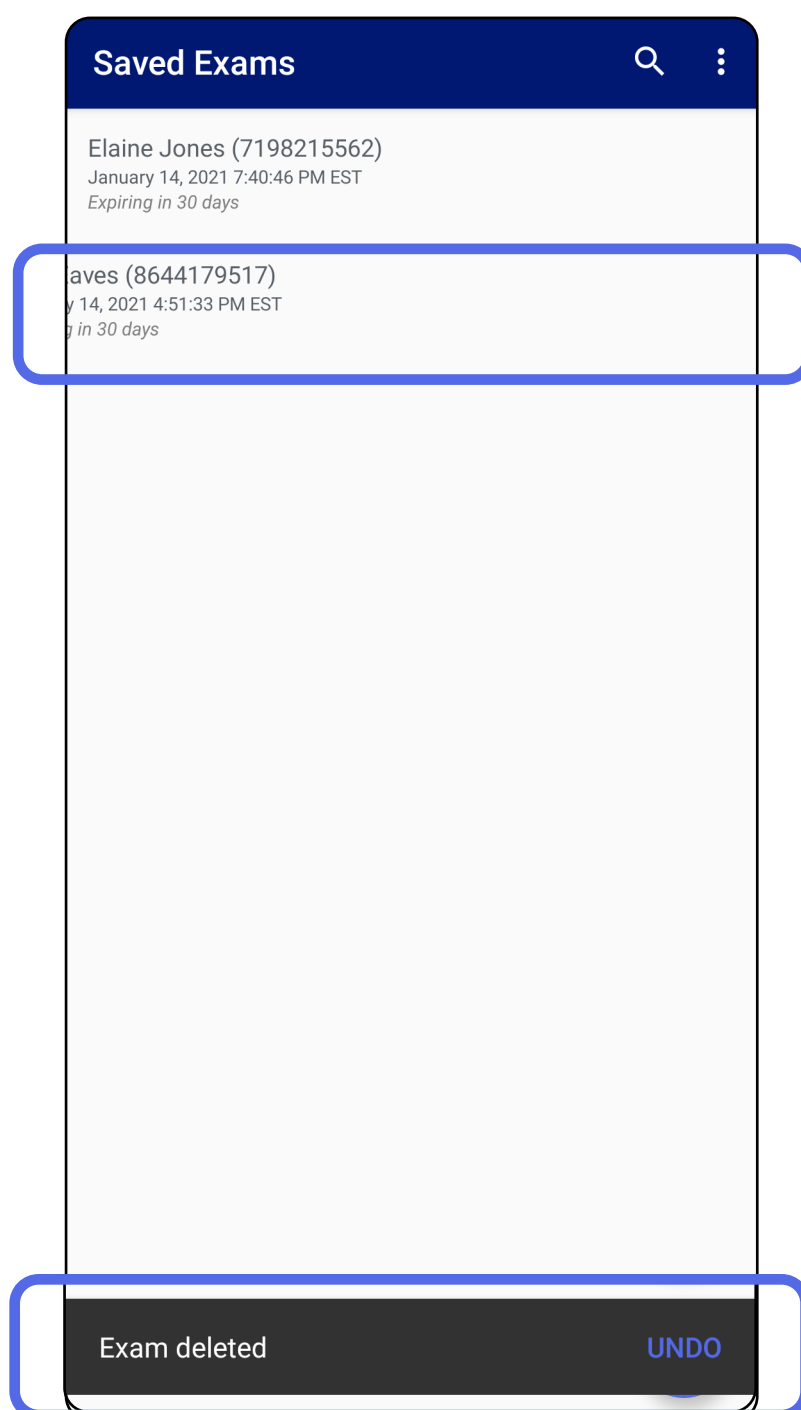 Saved Exams
Elaine Jones (7198215562)
January 14, 2021 7:40:46 PM EST
Expiring in 30 days
aves (8644179517)
y 14, 2021 4:51:33 PM EST
in 30 days
Exam deleted
UNDO